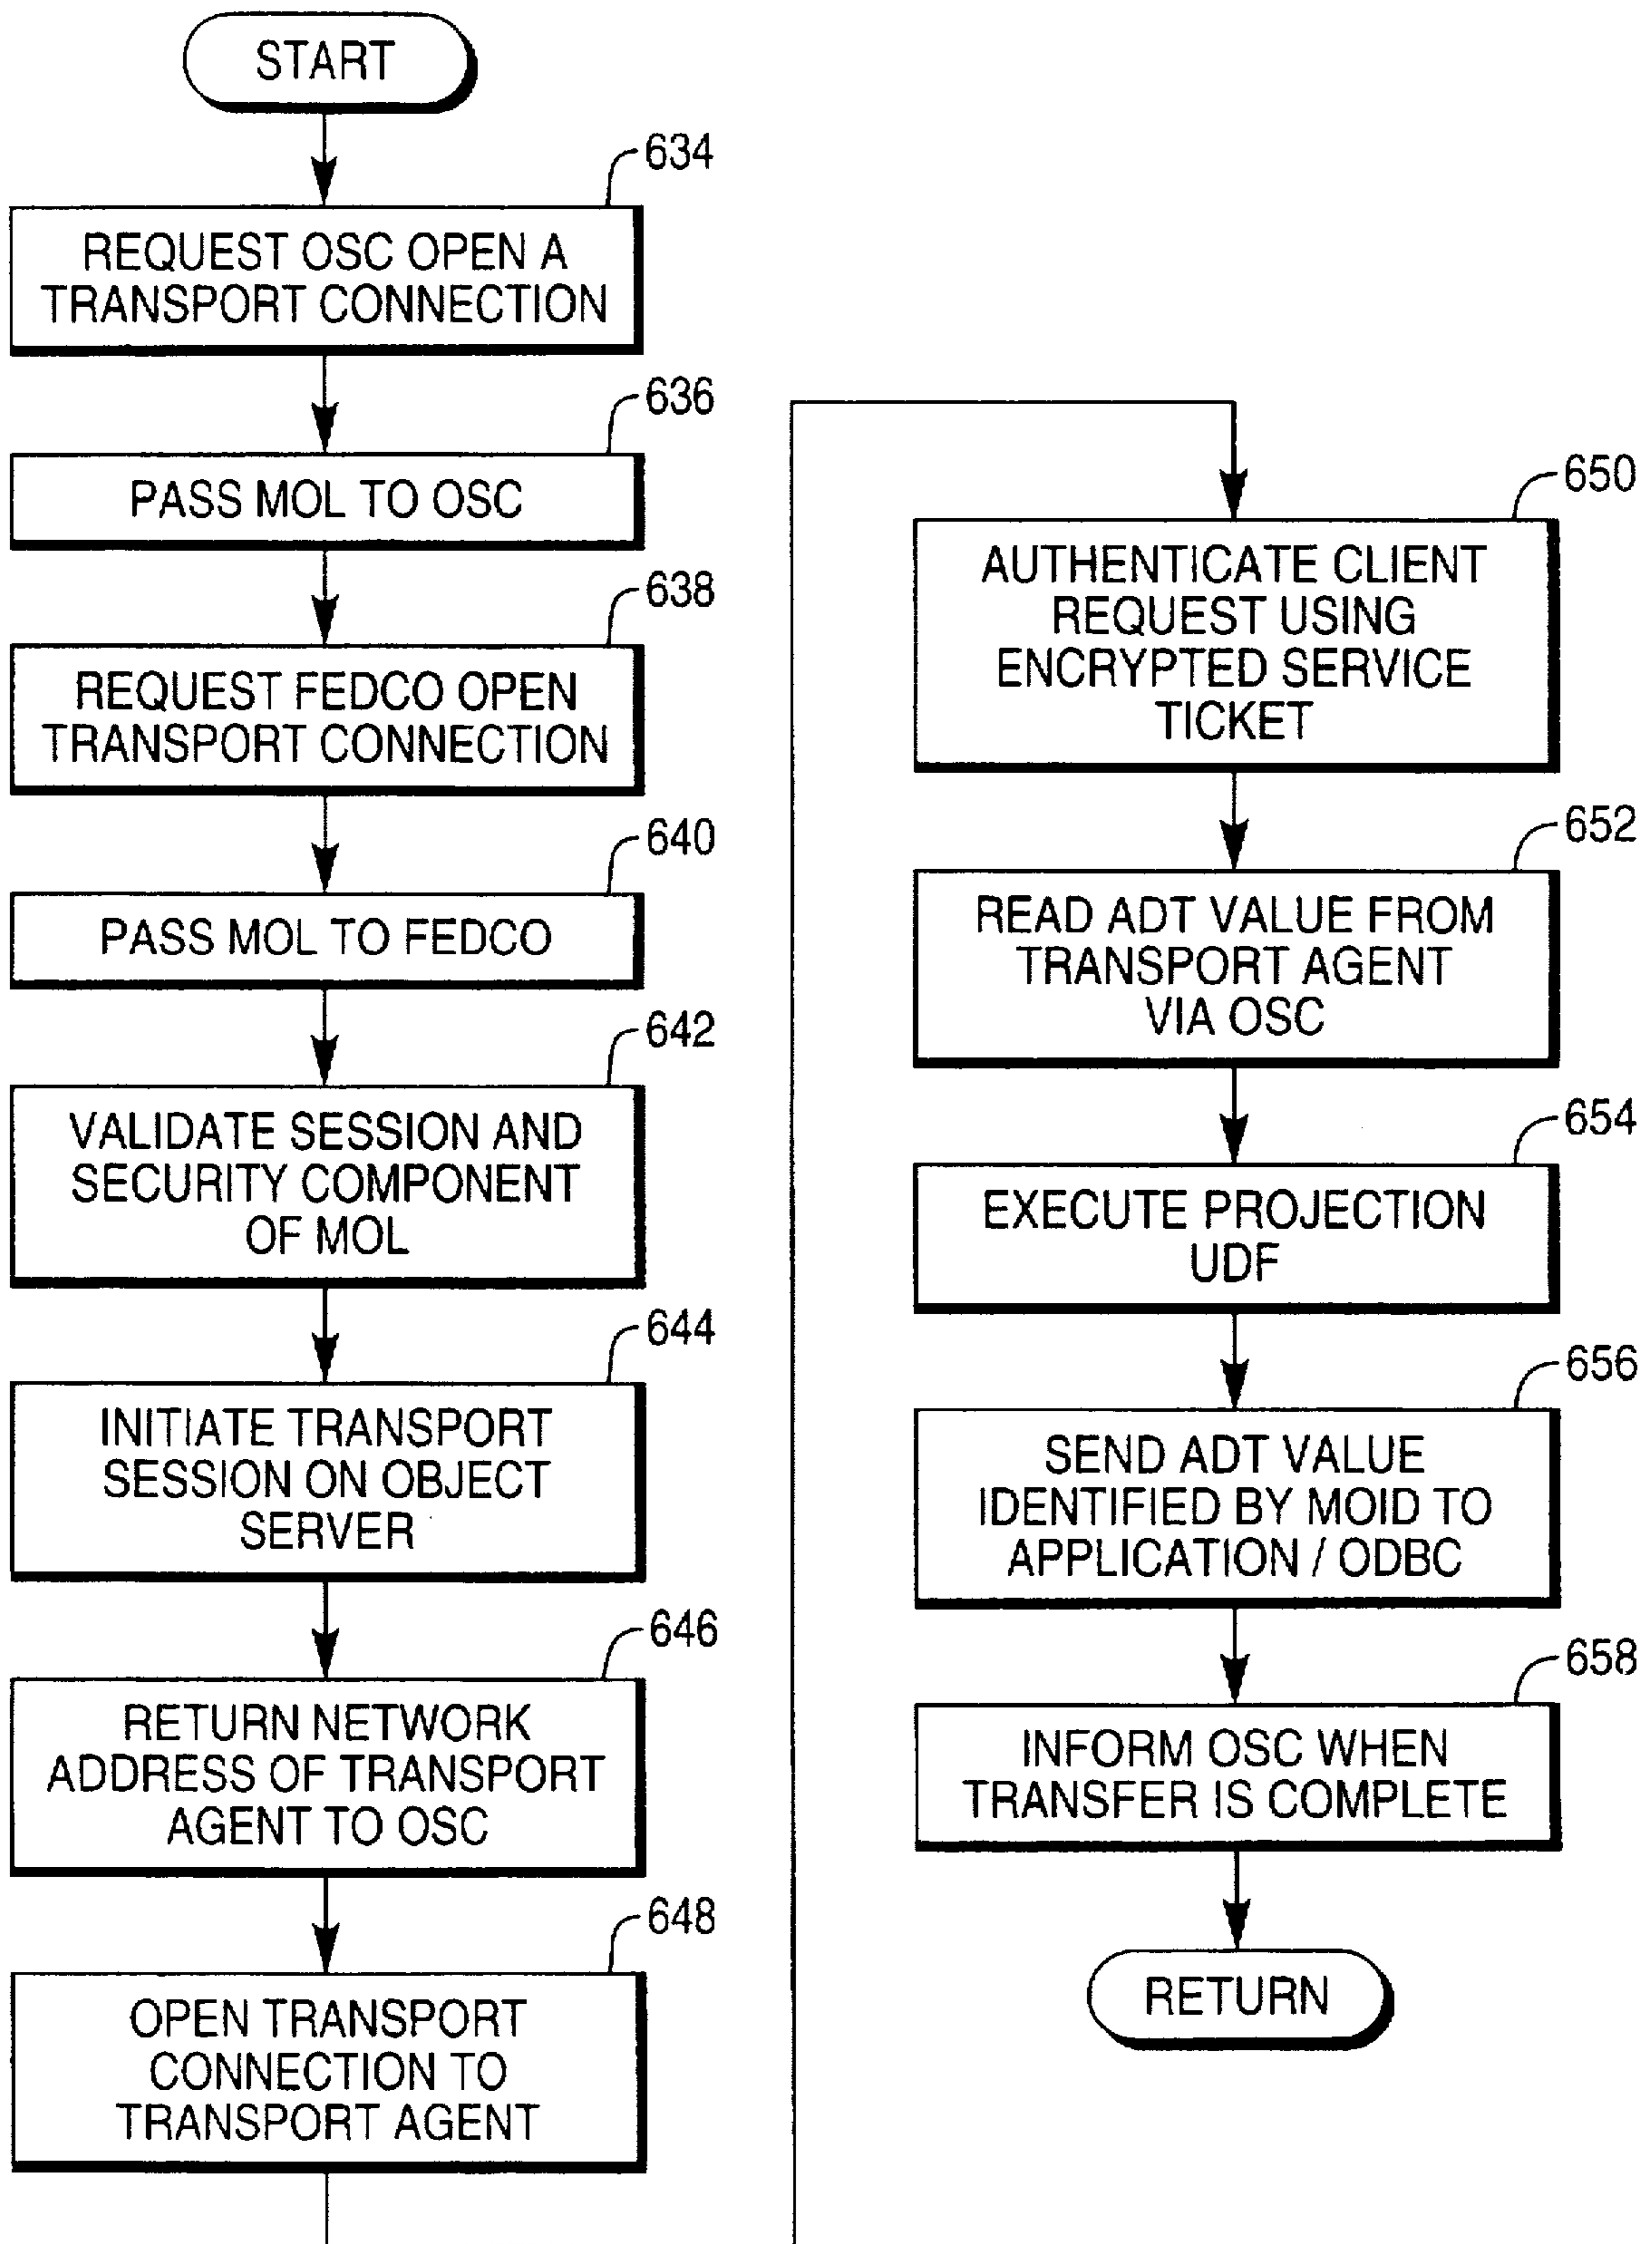 START
634
REQUEST OSC OPEN A
TRANSPORT CONNECTION
636
PASS MOL TO OSC
638
REQUEST FEDCO OPEN
TRANSPORT CONNECTION
640
PASS MOL TO FEDCO
642
VALIDATE SESSION AND
SECURITY COMPONENT
OF MOL
644
INITIATE TRANSPORT
SESSION ON OBJECT
SERVER
646
RETURN NETWORK
ADDRESS OF TRANSPORT
AGENT TO OSC
648
OPEN TRANSPORT
CONNECTION TO
TRANSPORT AGENT
650
AUTHENTICATE CLIENT
REQUEST USING
ENCRYPTED SERVICE
TICKET
652
READ ADT VALUE FROM
TRANSPORT AGENT
VIA OSC
654
EXECUTE PROJECTION
UDF
656
SEND ADT VALUE
IDENTIFIED BY MOID TO
APPLICATION / ODBC
658
INFORM OSC WHEN
TRANSFER IS COMPLETE
RETURN